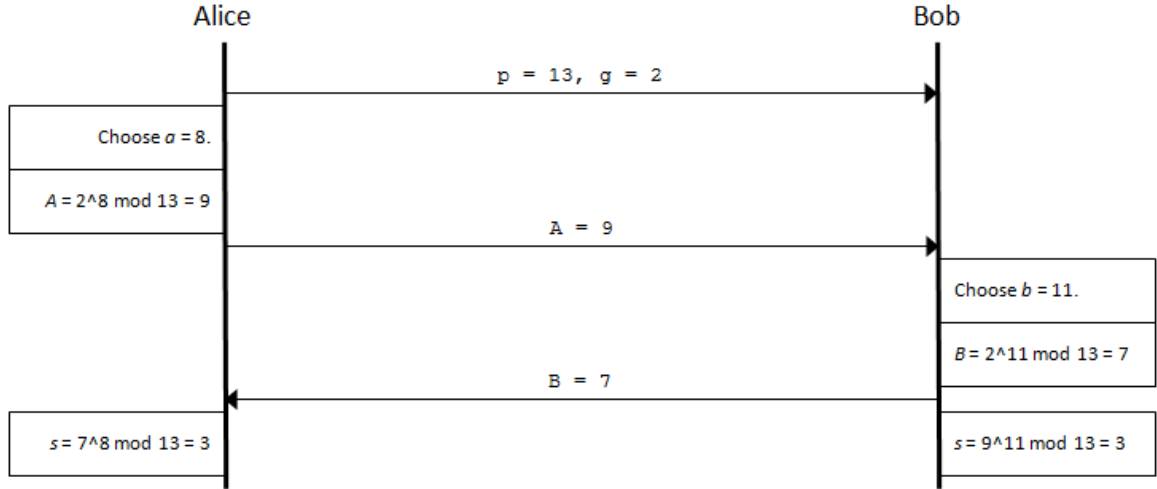 Alice
Bob
p = 13, g = 2
Choose a = 8.
A = 2^8 mod 13 = 9
A = 9
Choose b = 11.
B = 2^11 mod 13 = 7
B = 7
s = 7^8 mod 13 = 3
s = 9^11 mod 13 = 3